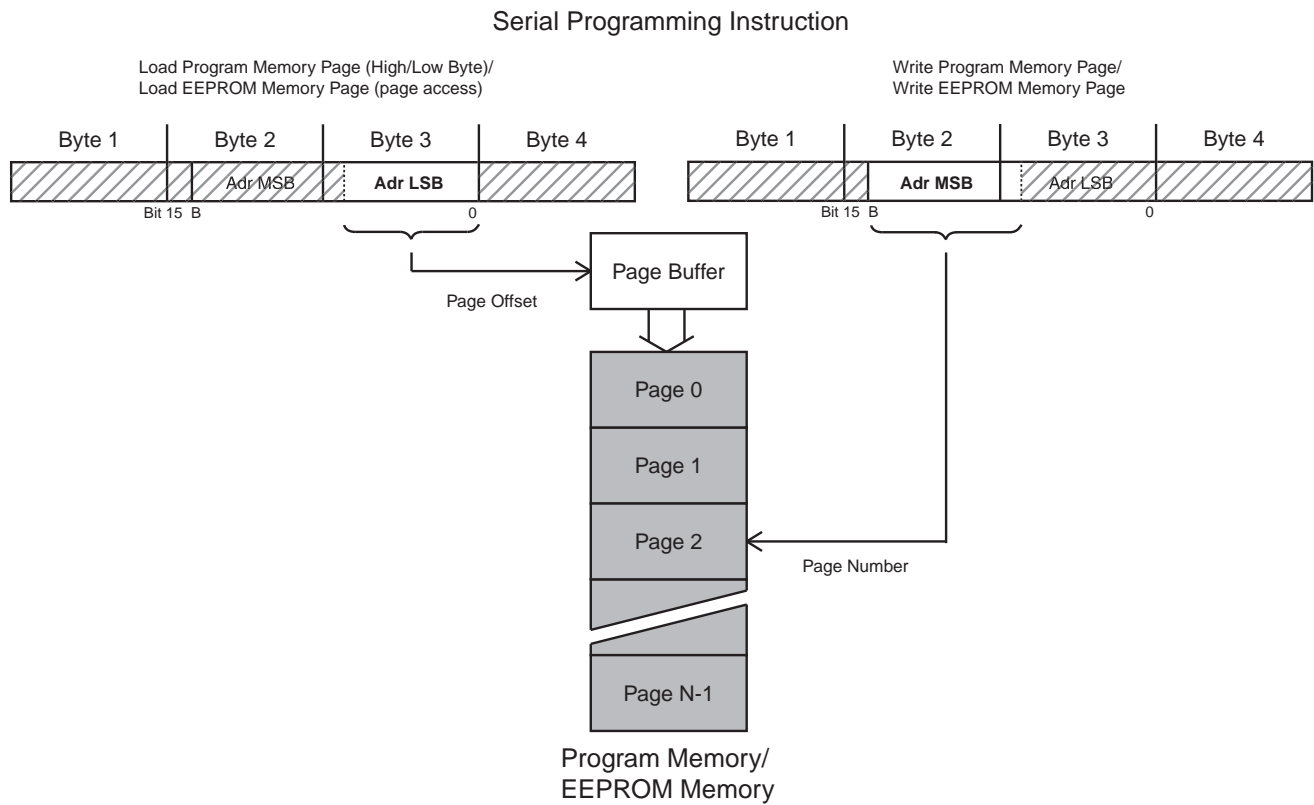 Serial Programming Instruction
Load Program Memory Page (High/Low Byte)/
Load EEPROM Memory Page (page access)
Byte 1
Byte 2
Byte 3
Byte 4
Adr MSB
Adr LSB
Bit 15 B
0
Write Program Memory Page/
Write EEPROM Memory Page
Byte 1
Byte 2
Byte 3
Byte 4
Adr MSB
Adr LSB
Bit 15 B
0
Page Offset
Page Buffer
Page 0
Page 1
Page 2
Page Number
Page N-1
Program Memory/
EEPROM Memory